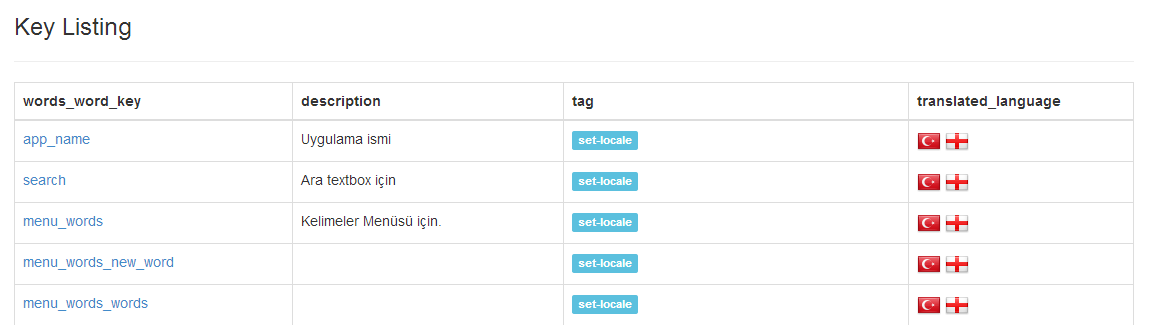 Key Listing
words_word_key description tag translated_language
app_name Uygulama ismi set-locale
search Ara textbox için set-locale
menu_words Kelimeler Menüsü için. set-locale
menu_words_new_word set-locale
menu_words_words set-locale